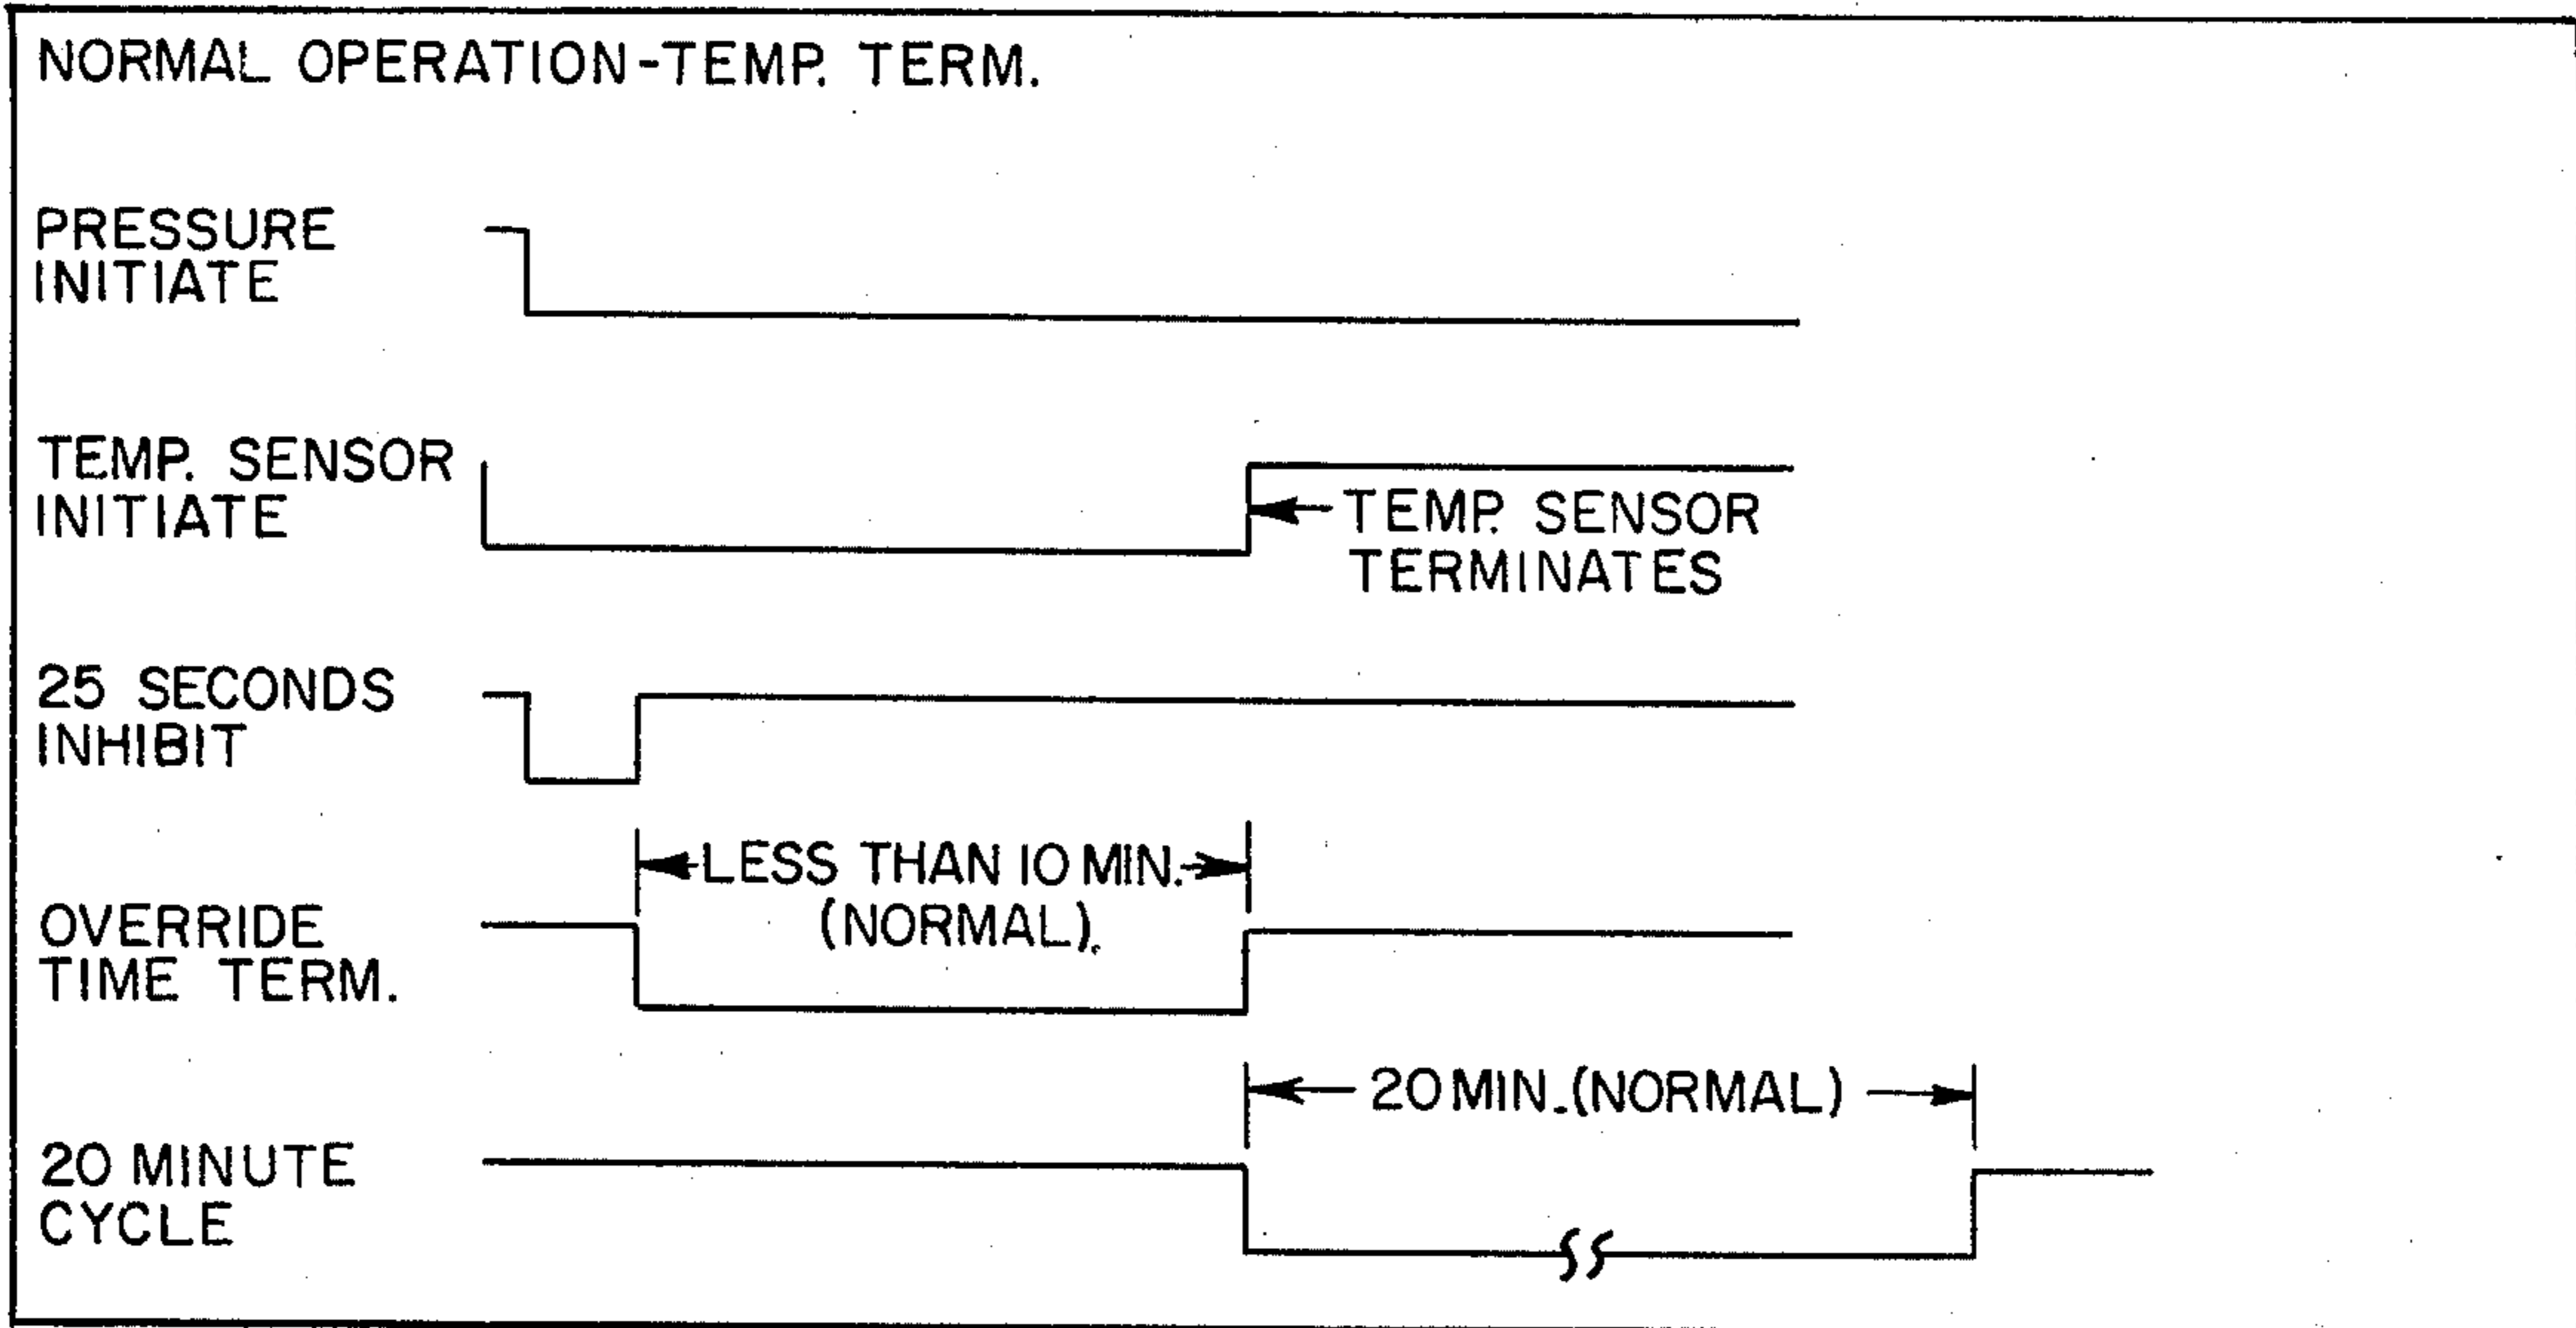 NORMAL OPERATION-TEMP. TERM.
PRESSURE
INITIATE
TEMP. SENSOR
INITIATE
TEMP. SENSOR
TERMINATES
25 SECONDS
INHIBIT
LESS THAN 10 MIN.
(NORMAL).
OVERRIDE
TIME TERM.
20 MIN. (NORMAL)
20 MINUTE
CYCLE